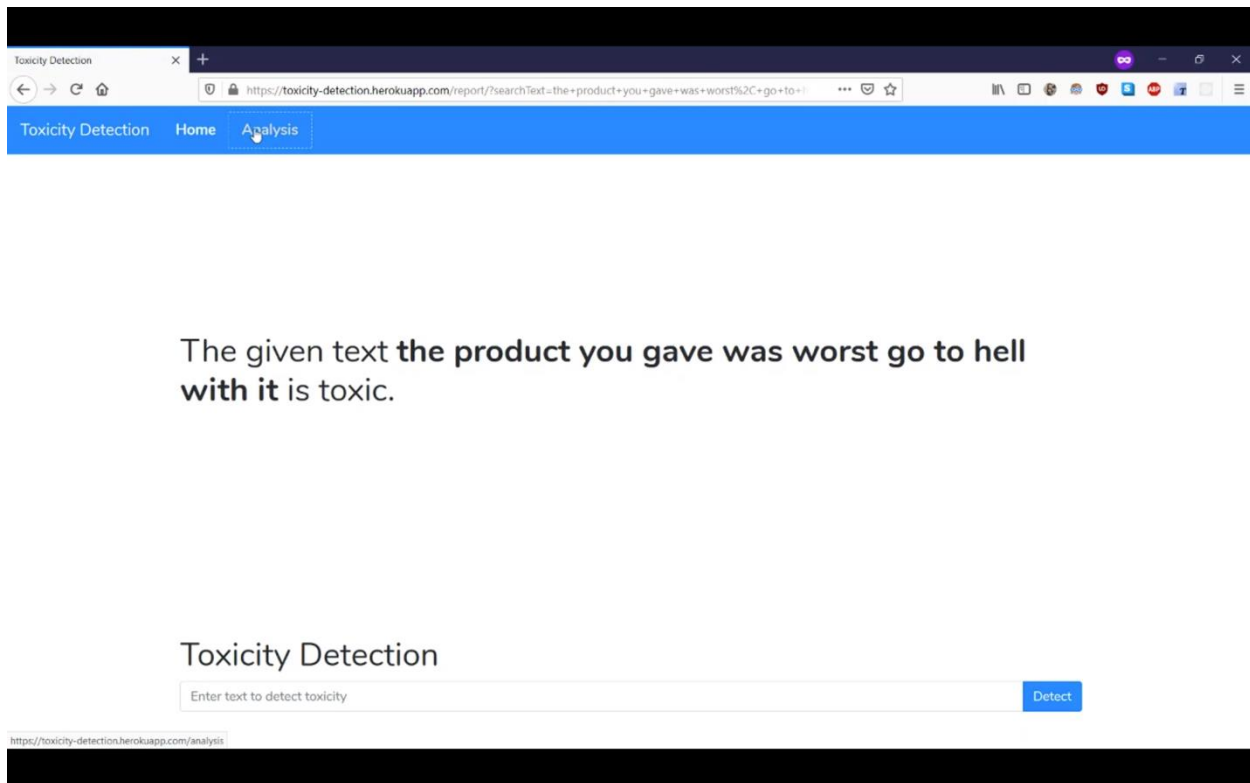 Toxicity Detection
https://toxicity-detection.herokuapp.com/report/?searchText=the+product+you+gave+was+worst%2C+go+to+
Toxicity Detection Home Analysis
The given text the product you gave was worst go to hell
with it is toxic.
Toxicity Detection
Enter text to detect toxicity Detect
https://toxicity-detection.herokuapp.com/analysis